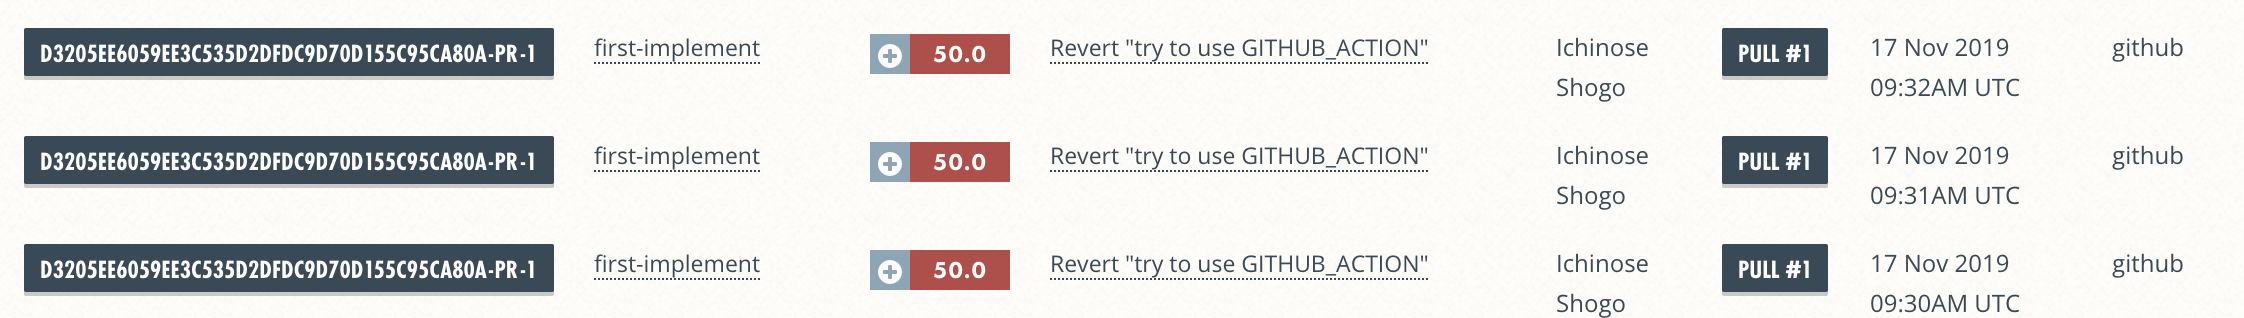 D3205EE6059EE3C535D2DFDC9D70D155C95CA80A-PR-1 first-implement 50.0 Revert "try to use GITHUB_ACTION" Ichinose PULL #1 17 Nov 2019 github
Shogo 09:32AM UTC
D3205EE6059EE3C535D2DFDC9D70D155C95CA80A-PR-1 first-implement 50.0 Revert "try to use GITHUB_ACTION" Ichinose PULL #1 17 Nov 2019 github
Shogo 09:31AM UTC
D3205EE6059EE3C535D2DFDC9D70D155C95CA80A-PR-1 first-implement 50.0 Revert "try to use GITHUB_ACTION" Ichinose PULL #1 17 Nov 2019 github
Shogo 09:30AM UTC